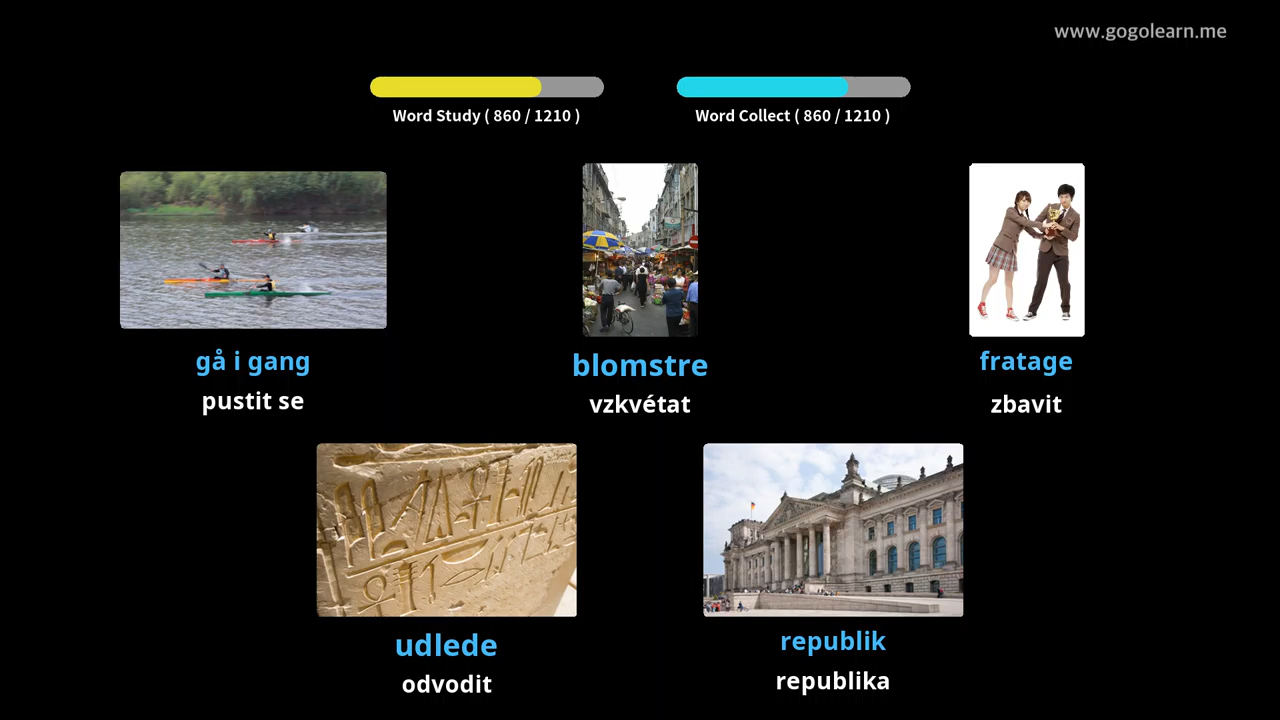 www.gogolearn.me
Word Study ( 860 / 1210 )
Word Collect ( 860 / 1210 )
gå i gang
pustit se
blomstre
vzkvétat
fratage
zbavit
udlede
odvodit
republik
republika